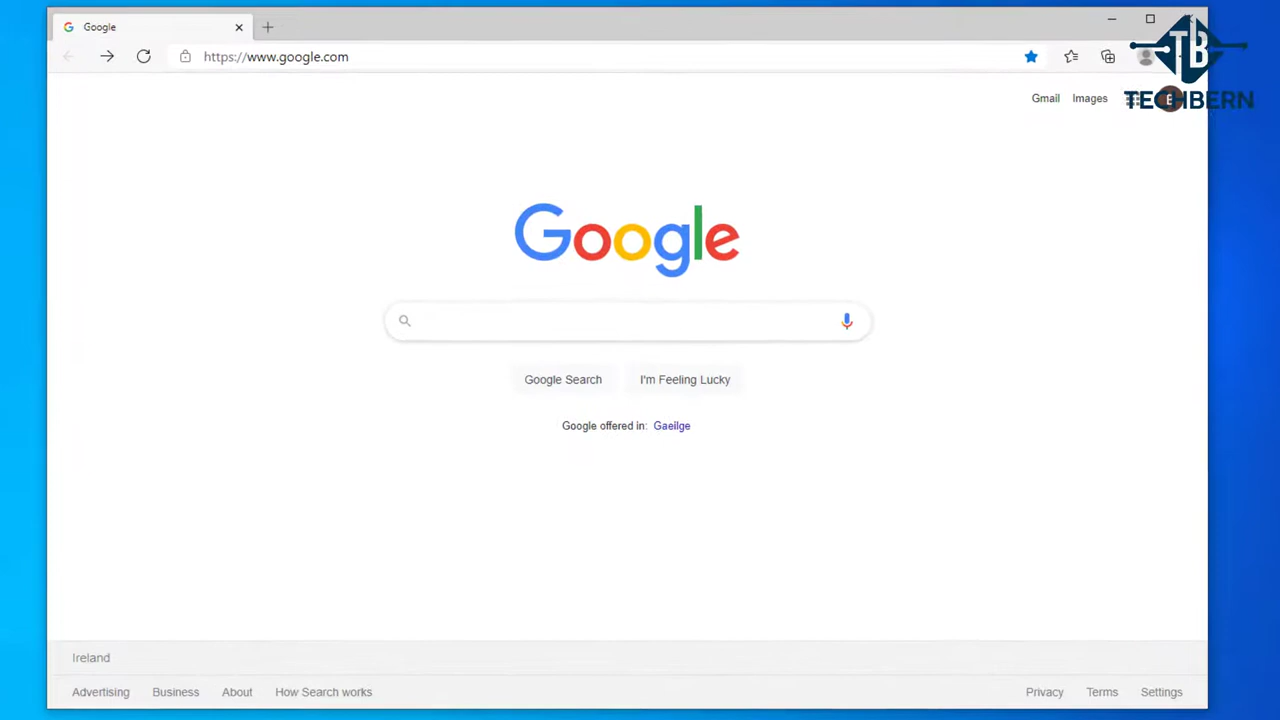 Google
https://www.google.com
TB
TECHBERN
Gmail Images
Google
Google Search I'm Feeling Lucky
Google offered in: Gaeilge
Ireland
Advertising Business About How Search works Privacy Terms Settings